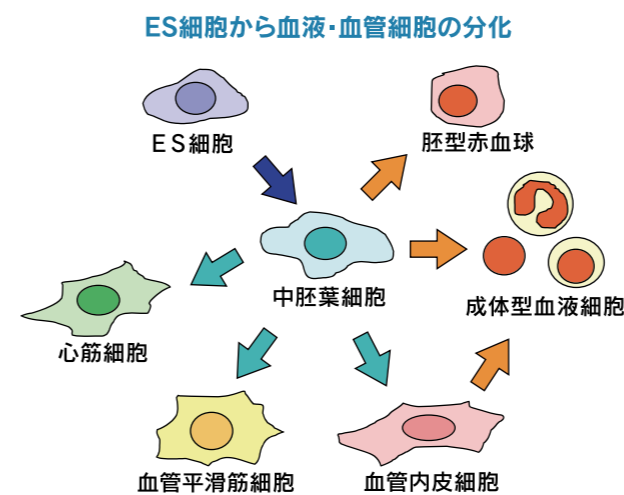 ES細胞から血液・血管細胞の分化
ES細胞
胚型赤血球
中胚葉細胞
成体型血液細胞
心筋細胞
血管平滑筋細胞
血管内皮細胞